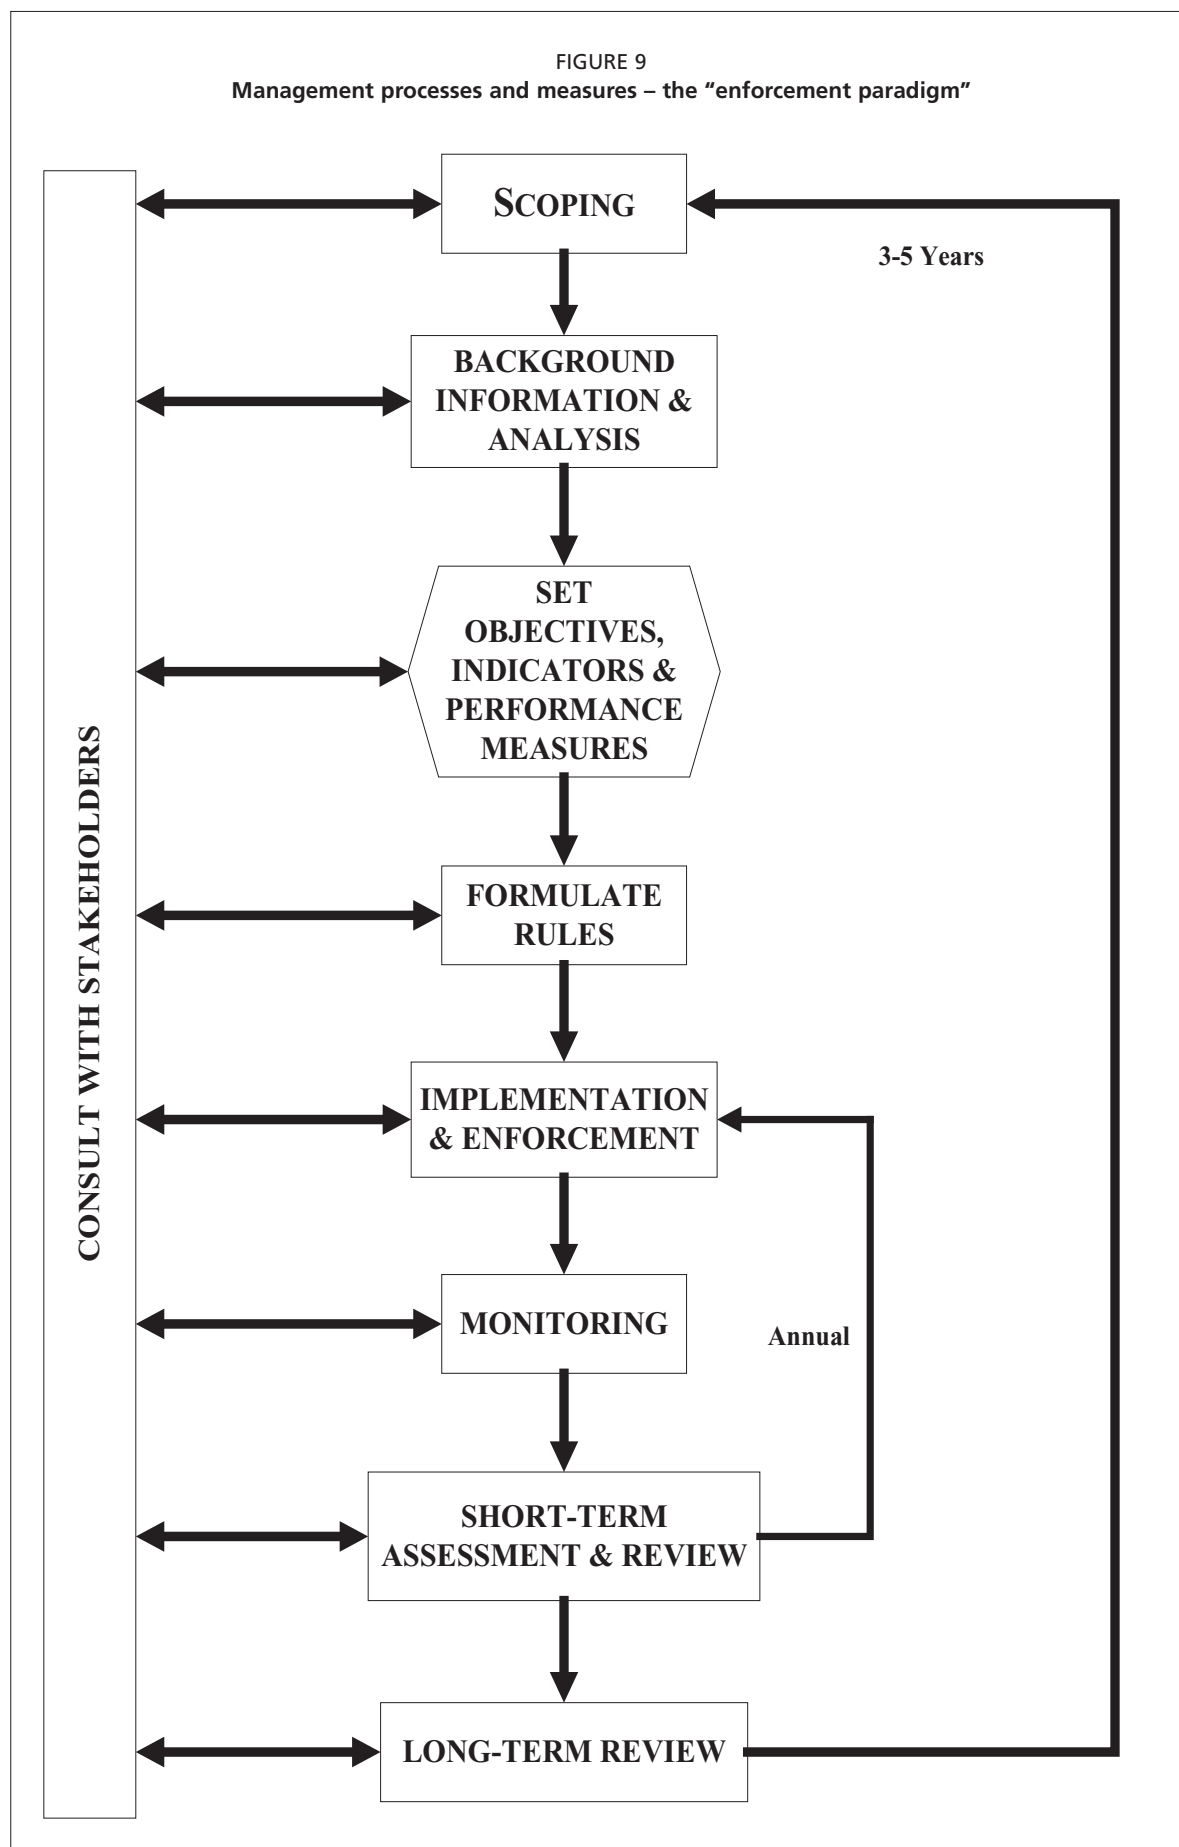 FIGURE 9
Management processes and measures – the “enforcement paradigm”
SCOPING
3-5 Years
BACKGROUND
INFORMATION &
ANALYSIS
SET
OBJECTIVES,
INDICATORS &
PERFORMANCE
MEASURES
CONSULT WITH STAKEHOLDERS
FORMULATE
RULES
IMPLEMENTATION
& ENFORCEMENT
MONITORING
Annual
SHORT-TERM
ASSESSMENT & REVIEW
LONG-TERM REVIEW